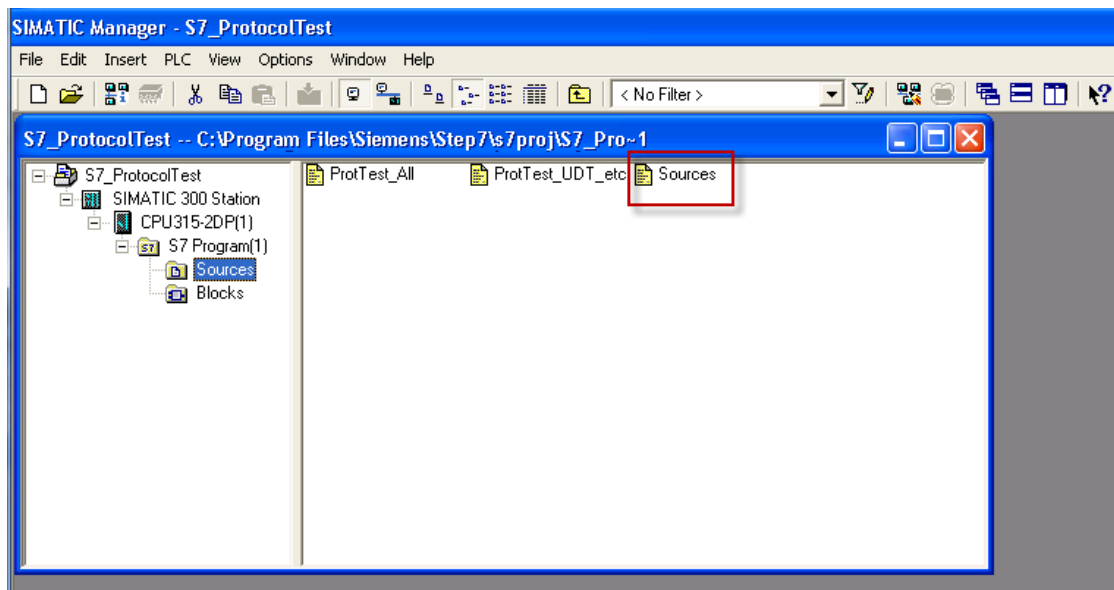 SIMATIC Manager - S7_ProtocolTest
File Edit Insert PLC View Options Window Help
< No Filter >
S7_ProtocolTest -- C:\Program Files\Siemens\Step7\s7proj\S7_Pro~1
S7_ProtocolTest
SIMATIC 300 Station
CPU315-2DP(1)
S7 Program(1)
Sources
Blocks
ProtTest_All ProtTest_UDT_etc Sources